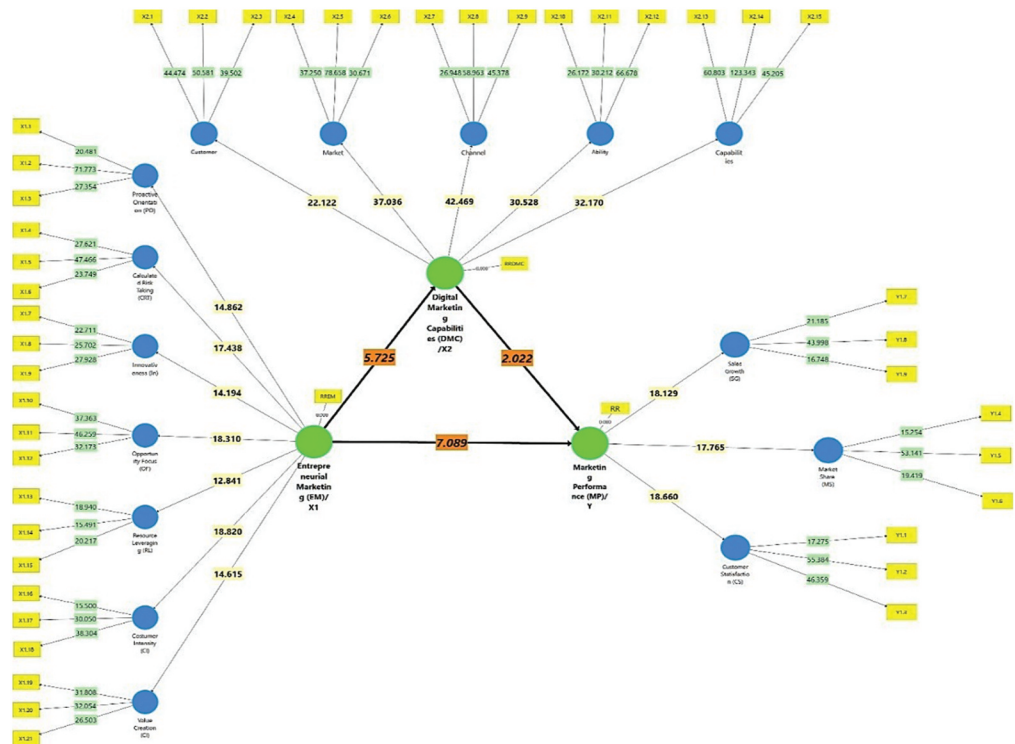 X2.1 X2.2 X2.3 X2.4 X2.5 X2.6 X2.7 X2.8 X2.9 X2.10 X2.11 X2.12 X2.13 X2.14 X2.15
44.474 50.581 39.502 37.250 78.658 30.671 26.948 58.963 45.378 26.172 30.212 66.678 60.803 123.343 45.205
Customer
Market
Channel
Ability
Capabilit
ies
22.122
37.036
42.469
30.528
32.170
X1.1
X1.2
X1.3
20.481
71.773
27.354
Proactive
Orientati
on (PO)
X1.4
X1.5
X1.6
27.621
47.466
23.749
Calculate
d Risk
Taking
(CRT)
X1.7
X1.8
X1.9
22.711
25.702
27.928
Innovativ
eness (In)
X1.10
X1.11
X1.12
37.363
46.259
32.173
Opportun
ity Focus
(OF)
X1.13
X1.14
X1.15
18.940
15.491
20.217
Resource
Leveragin
g (RL)
X1.16
X1.17
X1.18
15.500
30.050
38.304
Costumer
Intensity
(CI)
X1.19
X1.20
X1.21
31.808
32.054
26.503
Value
Creation
(CI)
14.862
17.438
14.194
18.310
12.841
18.820
14.615
RREM
0.000
Entrepre
neurial
Marketin
g (EM)/
X1
5.725
RRDMC
0.000
Digital
Marketin
g
Capabiliti
es (DMC)
/X2
2.022
7.089
RR
0.000
Marketin
g
Performa
nce (MP)/
Y
18.129
17.765
18.660
Sales
Growth
(SG)
21.185
43.998
16.748
Y1.7
Y1.8
Y1.9
Market
Share
(MS)
15.254
53.141
19.419
Y1.4
Y1.5
Y1.6
Customer
Statisfactio
n (CS)
17.275
55.384
46.359
Y1.1
Y1.2
Y1.3